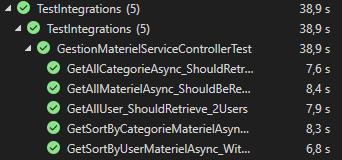 TestIntegrations (5) 38,9 s
TestIntegrations (5) 38,9 s
GestionMaterielServiceControllerTest 38,9 s
GetAllCategorieAsync_ShouldRetr... 7,6 s
GetAllMaterielAsync_ShouldBeRe... 8,4 s
GetAllUser_ShouldRetrieve_2Users 7,9 s
GetSortByCategorieMaterielAsyn... 8,3 s
GetSortByUserMaterielAsync_Wit... 6,8 s